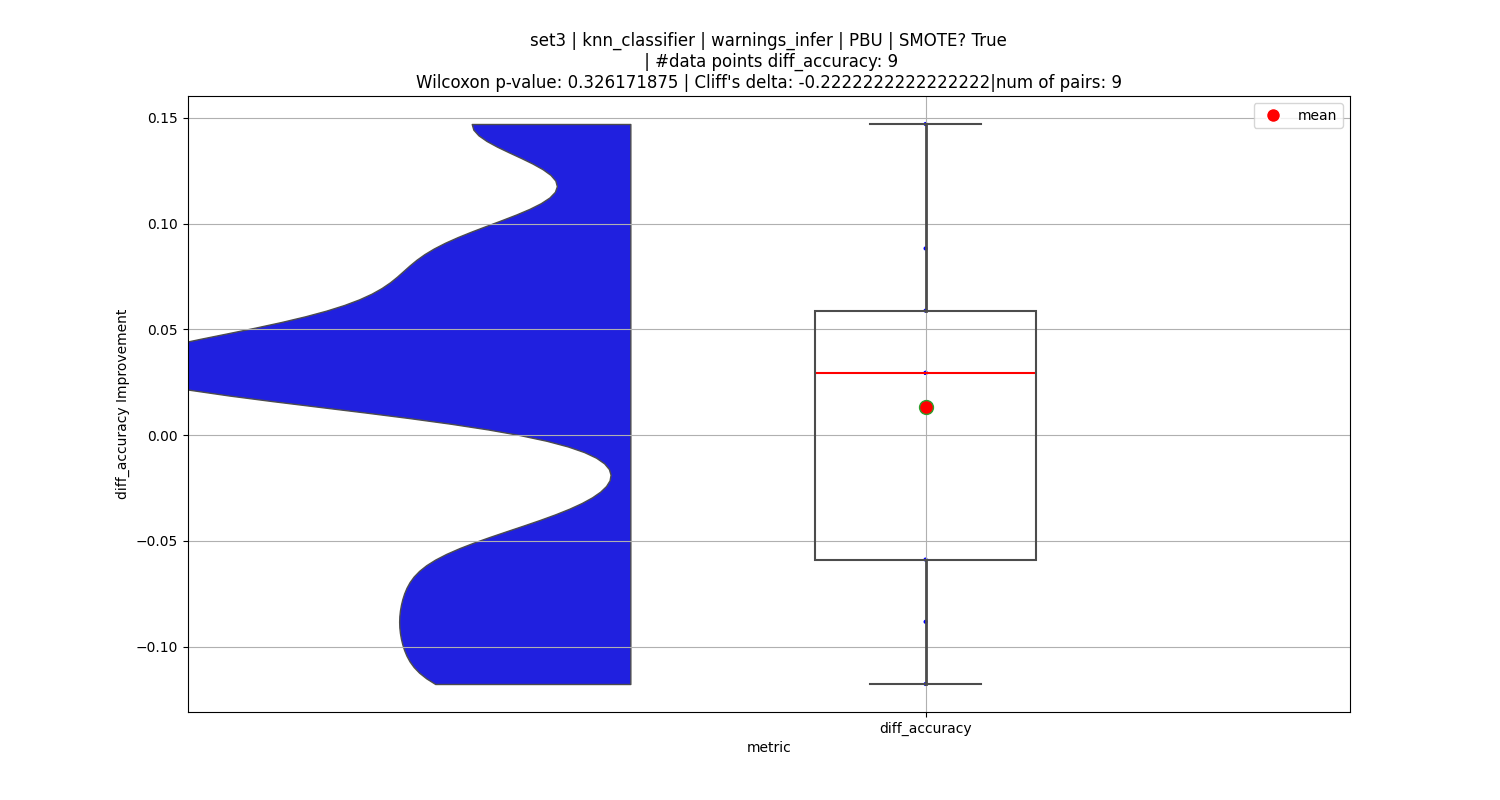 set3 | knn_classifier | warnings_infer | PBU | SMOTE? True
| #data points diff_accuracy: 9
Wilcoxon p-value: 0.326171875 | Cliff's delta: -0.2222222222222222|num of pairs: 9
mean
0.15
0.10
0.05
0.00
−0.05
−0.10
diff_accuracy Improvement
diff_accuracy
metric